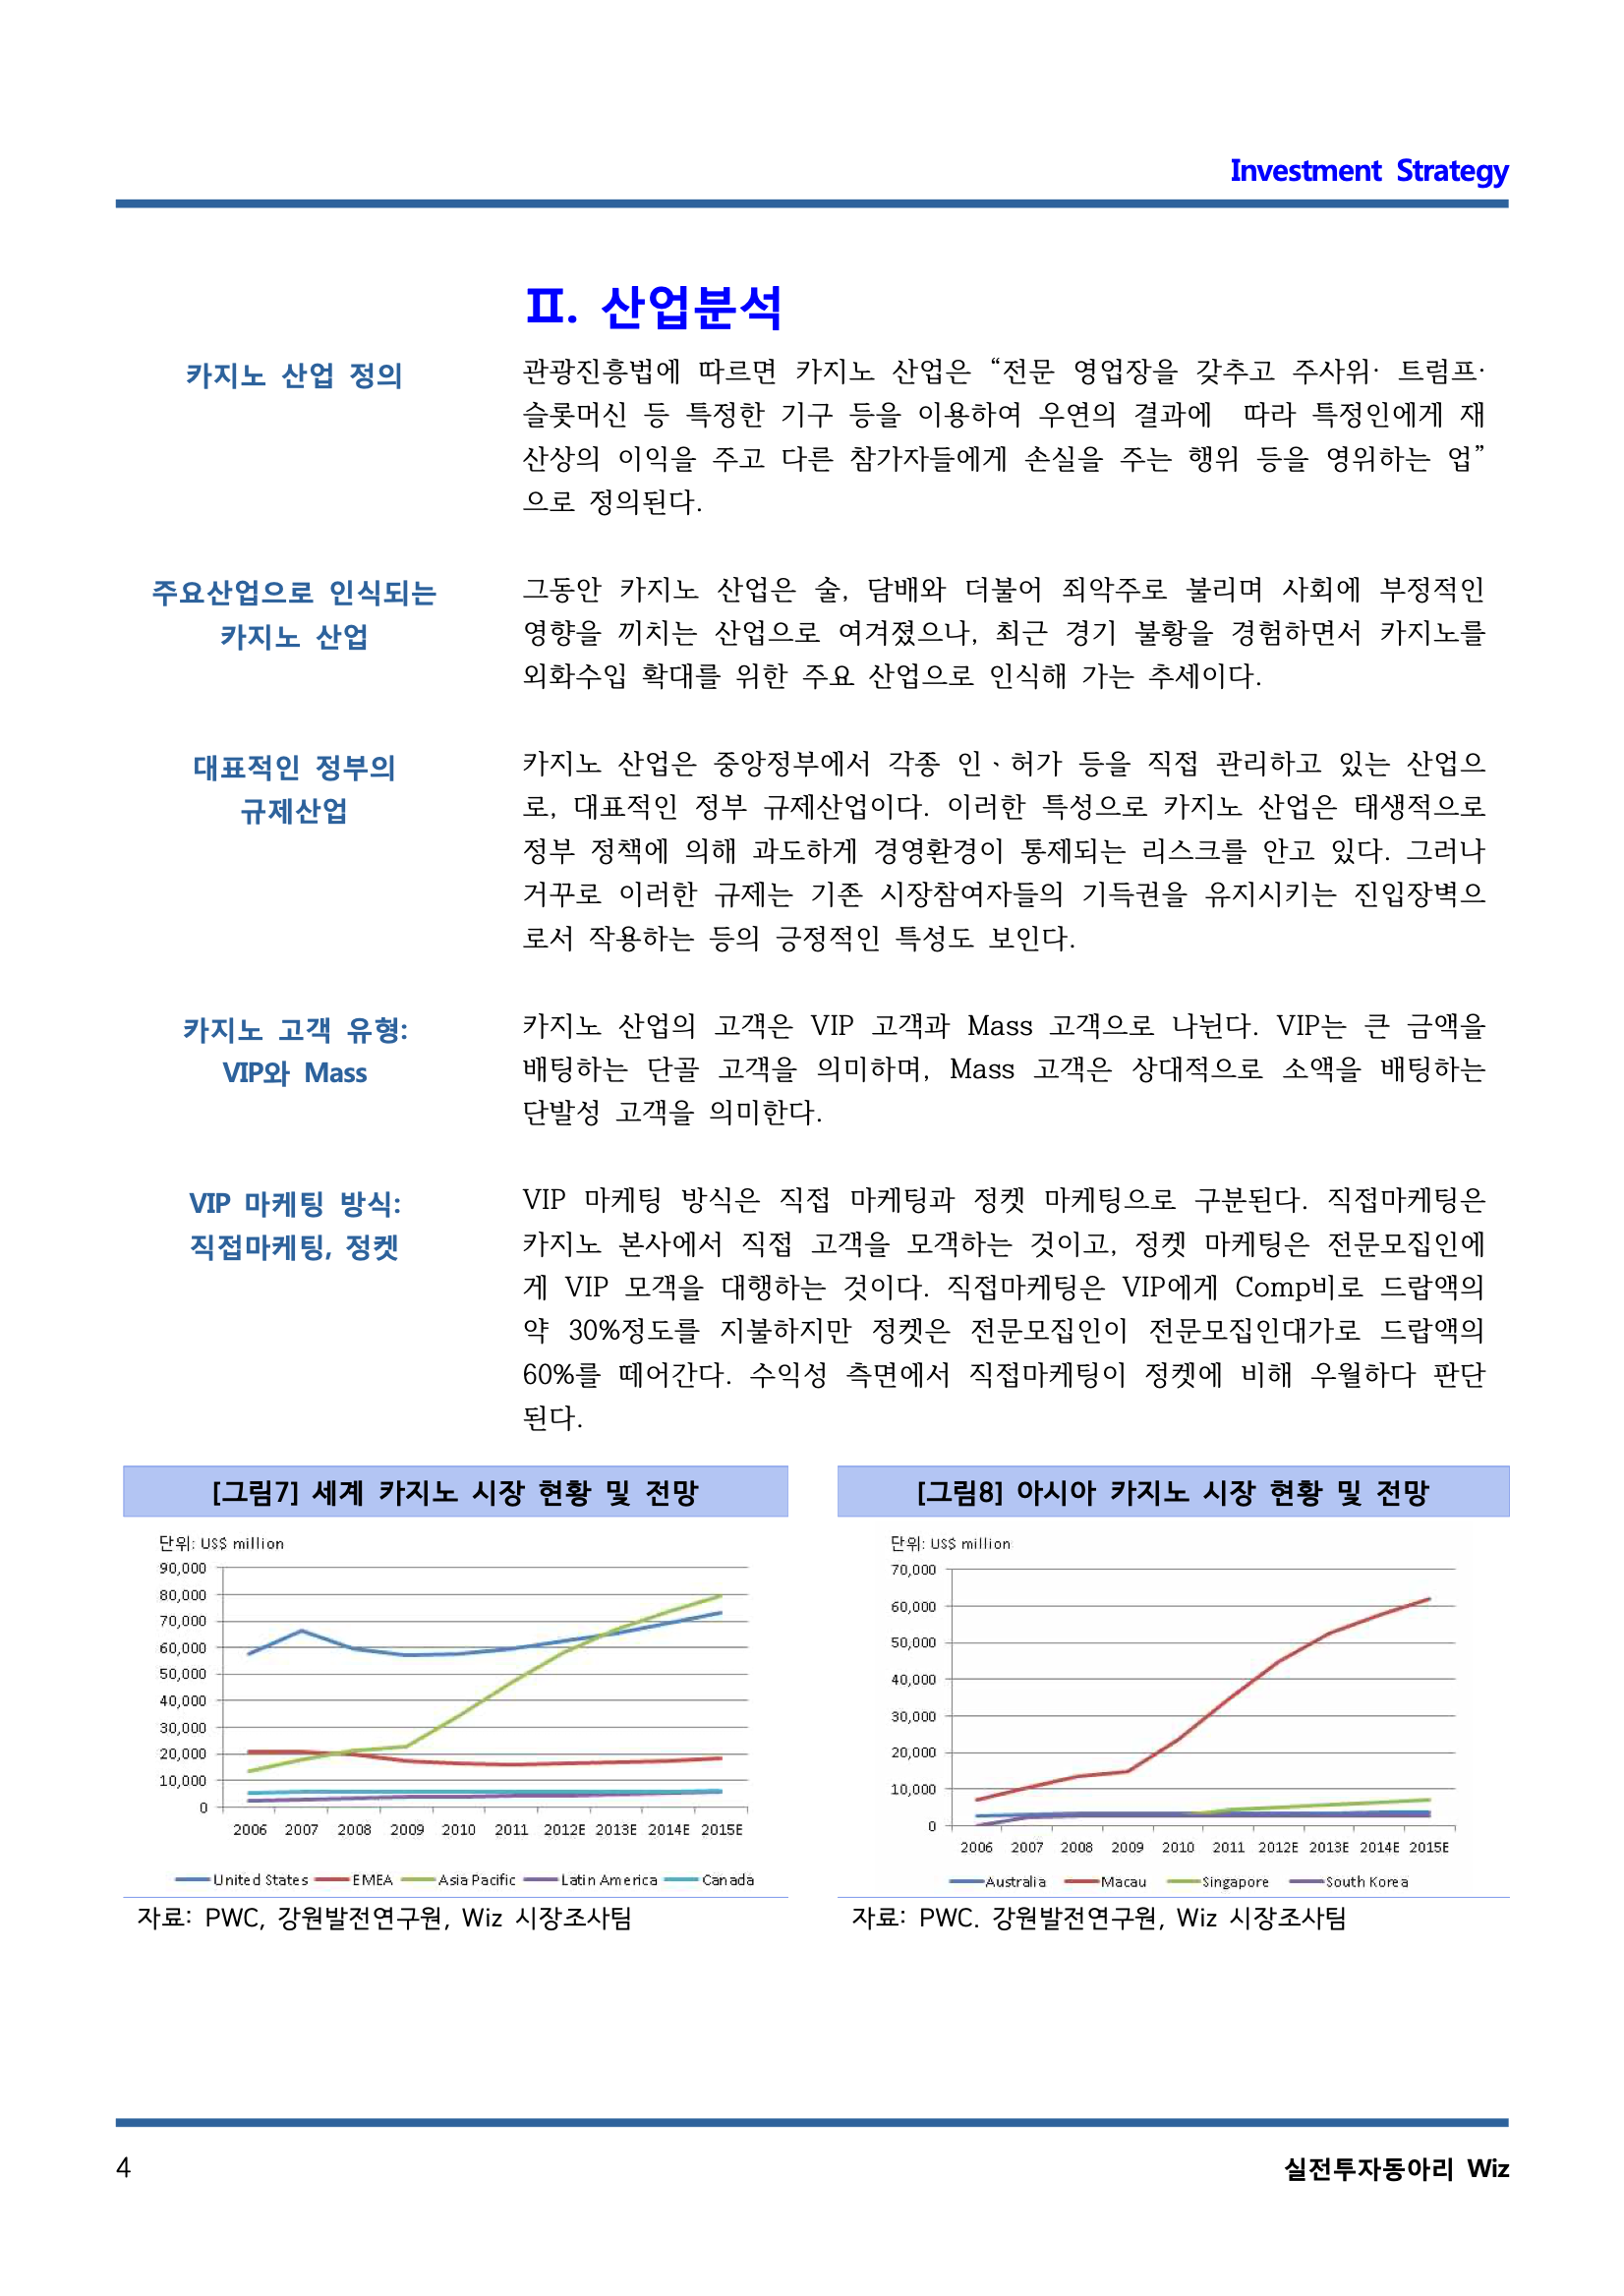 Investment Strategy
Ⅱ. 산업분석
카지노 산업 정의
관광진흥법에 따르면 카지노 산업은 “전문 영업장을 갖추고 주사위· 트럼프·
슬롯머신 등 특정한 기구 등을 이용하여 우연의 결과에 따라 특정인에게 재
산상의 이익을 주고 다른 참가자들에게 손실을 주는 행위 등을 영위하는 업”
으로 정의된다.
주요산업으로 인식되는
카지노 산업
그동안 카지노 산업은 술, 담배와 더불어 죄악주로 불리며 사회에 부정적인
영향을 끼치는 산업으로 여겨졌으나, 최근 경기 불황을 경험하면서 카지노를
외화수입 확대를 위한 주요 산업으로 인식해 가는 추세이다.
대표적인 정부의
규제산업
카지노 산업은 중앙정부에서 각종 인、허가 등을 직접 관리하고 있는 산업으
로, 대표적인 정부 규제산업이다. 이러한 특성으로 카지노 산업은 태생적으로
정부 정책에 의해 과도하게 경영환경이 통제되는 리스크를 안고 있다. 그러나
거꾸로 이러한 규제는 기존 시장참여자들의 기득권을 유지시키는 진입장벽으
로서 작용하는 등의 긍정적인 특성도 보인다.
카지노 고객 유형:
VIP와 Mass
카지노 산업의 고객은 VIP 고객과 Mass 고객으로 나뉜다. VIP는 큰 금액을
배팅하는 단골 고객을 의미하며, Mass 고객은 상대적으로 소액을 배팅하는
단발성 고객을 의미한다.
VIP 마케팅 방식:
직접마케팅, 정켓
VIP 마케팅 방식은 직접 마케팅과 정켓 마케팅으로 구분된다. 직접마케팅은
카지노 본사에서 직접 고객을 모객하는 것이고, 정켓 마케팅은 전문모집인에
게 VIP 모객을 대행하는 것이다. 직접마케팅은 VIP에게 Comp비로 드랍액의
약 30%정도를 지불하지만 정켓은 전문모집인이 전문모집인대가로 드랍액의
60%를 떼어간다. 수익성 측면에서 직접마케팅이 정켓에 비해 우월하다 판단
된다.
[그림7] 세계 카지노 시장 현황 및 전망
단위: US$ million
90,000
80,000
70,000
60,000
50,000
40,000
30,000
20,000
10,000
0
2006 2007 2008 2009 2010 2011 2012E 2013E 2014E 2015E
United States EMEA Asia Pacific Latin America Canada
자료: PWC, 강원발전연구원, Wiz 시장조사팀
[그림8] 아시아 카지노 시장 현황 및 전망
단위: US$ million
70,000
60,000
50,000
40,000
30,000
20,000
10,000
0
2006 2007 2008 2009 2010 2011 2012E 2013E 2014E 2015E
Australia Macau Singapore South Korea
자료: PWC. 강원발전연구원, Wiz 시장조사팀
4
실전투자동아리 Wiz